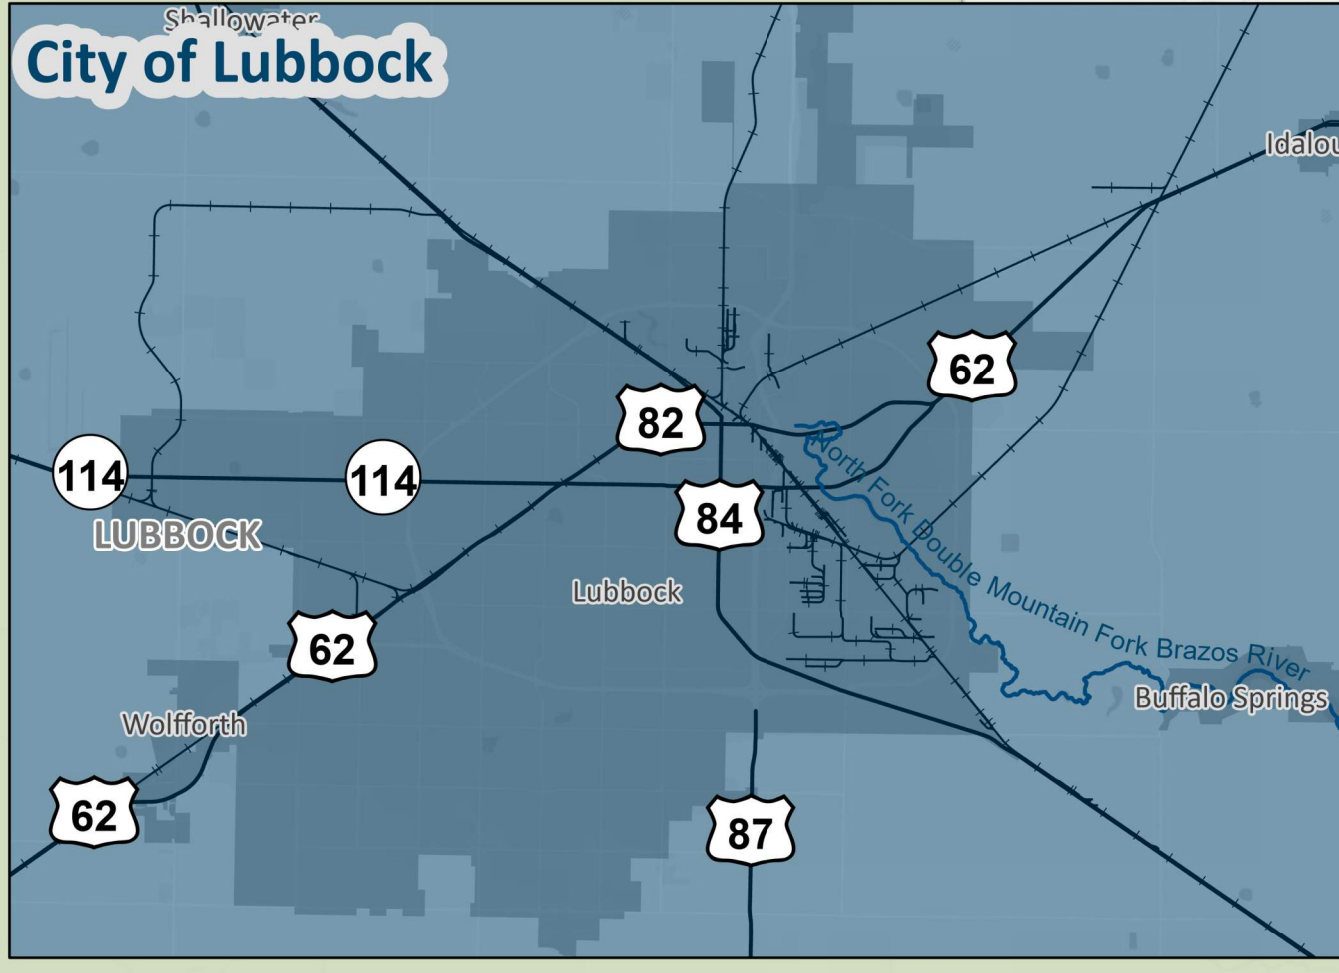 Shallowater
City of Lubbock
Idalou
62
82
114
114
North Fork Double Mountain Fork Brazos River
84
LUBBOCK
Lubbock
62
Buffalo Springs
Wolfforth
62
87